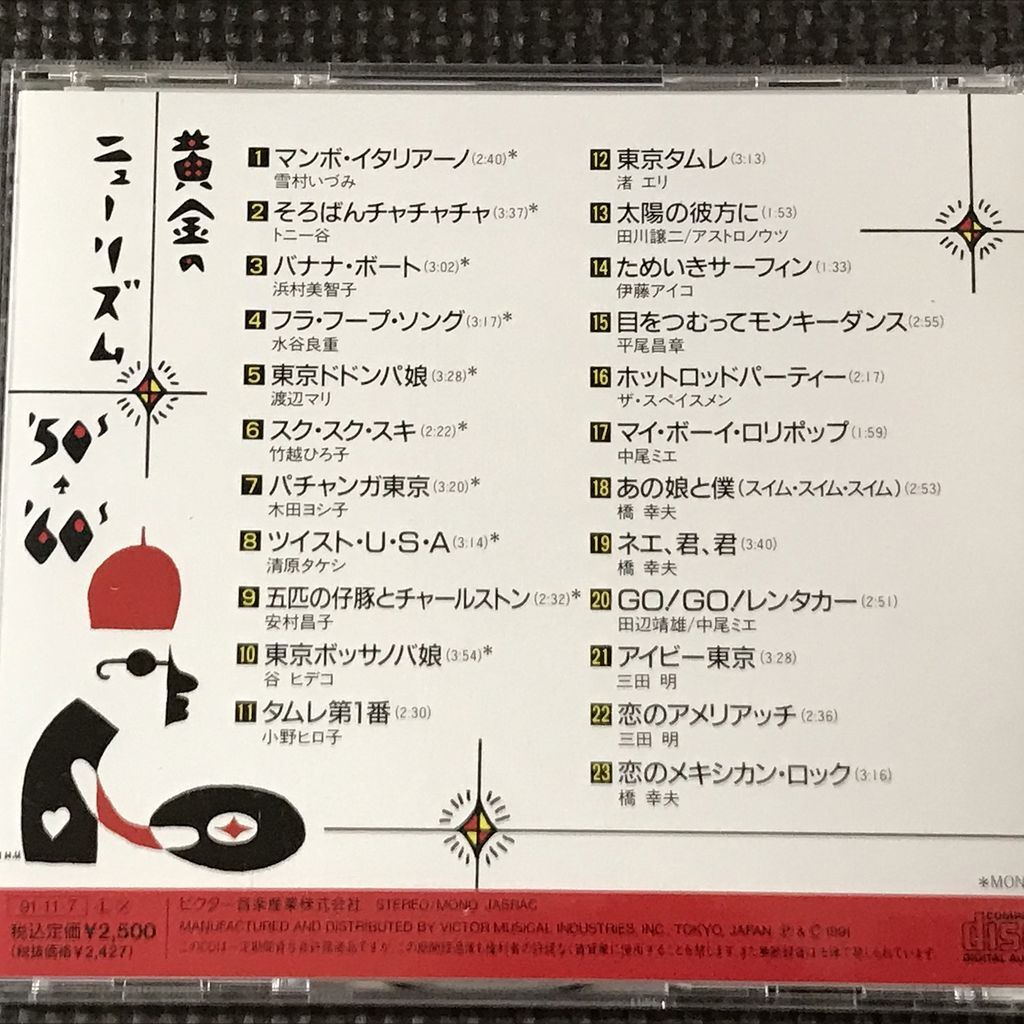 黄金の
ニューリズム
'50s
'60s
1 マンボ・イタリアーノ(2:40)*
雪村いづみ
2 そろばんチャチャチャ(3:37)*
トニー谷
3 バナナ・ボート(3:02)*
浜村美智子
4 フラ・フープ・ソング(3:17)*
水谷良重
5 東京ドドンパ娘(3:28)*
渡辺マリ
6 スク・スク・スキ(2:22)*
竹越ひろ子
7 パチャンガ東京(3:20)*
木田ヨシ子
8 ツイスト・U・S・A(3:14)*
清原タケシ
9 五匹の仔豚とチャールストン(2:32)*
安村昌子
10 東京ボッサノバ娘(3:54)*
谷 ヒデコ
11 タムレ第1番(2:30)
小野ヒロ子
12 東京タムレ(3:13)
渚 エリ
13 太陽の彼方に(1:53)
田川譲二/アストロノウツ
14 ためいきサーフィン(1:33)
伊藤アイコ
15 目をつむってモンキーダンス(2:55)
平尾昌章
16 ホットロッドパーティー(2:17)
ザ・スペイスメン
17 マイ・ボーイ・ロリポップ(1:59)
中尾ミエ
18 あの娘と僕(スイム・スイム・スイム)(2:53)
橋 幸夫
19 ネエ、君、君(3:40)
橋 幸夫
20 GO!GO!レンタカー(2:51)
田辺靖雄/中尾ミエ
21 アイビー東京(3:28)
三田 明
22 恋のアメリアッチ(2:36)
三田 明
23 恋のメキシカン・ロック(3:16)
橋 幸夫
*MON
91・11・7
税込定価¥2,500
(税抜価格¥2,427)
ビクター音楽産業株式会社 STEREO/MONO JASRAC
MANUFACTURED AND DISTRIBUTED BY VICTOR MUSICAL INDUSTRIES, INC. TOKYO, JAPAN Ⓟ & © 1991
COMPA
dis
DIGITAL AU